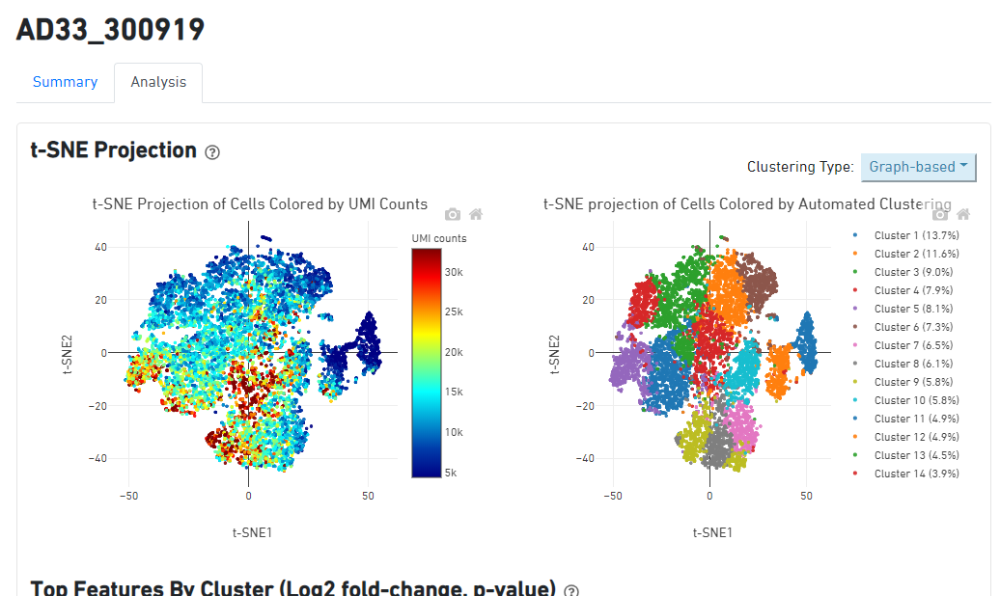 AD33_300919
Summary
Analysis
t-SNE Projection ?
Clustering Type: Graph-based
t-SNE Projection of Cells Colored by UMI Counts
UMI counts
30k
25k
20k
15k
10k
5k
40
20
0
−20
−40
t-SNE2
−50
0
50
t-SNE1
t-SNE projection of Cells Colored by Automated Clustering
40
20
0
−20
−40
t-SNE2
−50
0
50
t-SNE1
Cluster 1 (13.7%)
Cluster 2 (11.6%)
Cluster 3 (9.0%)
Cluster 4 (7.9%)
Cluster 5 (8.1%)
Cluster 6 (7.3%)
Cluster 7 (6.5%)
Cluster 8 (6.1%)
Cluster 9 (5.8%)
Cluster 10 (5.8%)
Cluster 11 (4.9%)
Cluster 12 (4.9%)
Cluster 13 (4.5%)
Cluster 14 (3.9%)
Top Features By Cluster (Log2 fold-change, p-value) ?